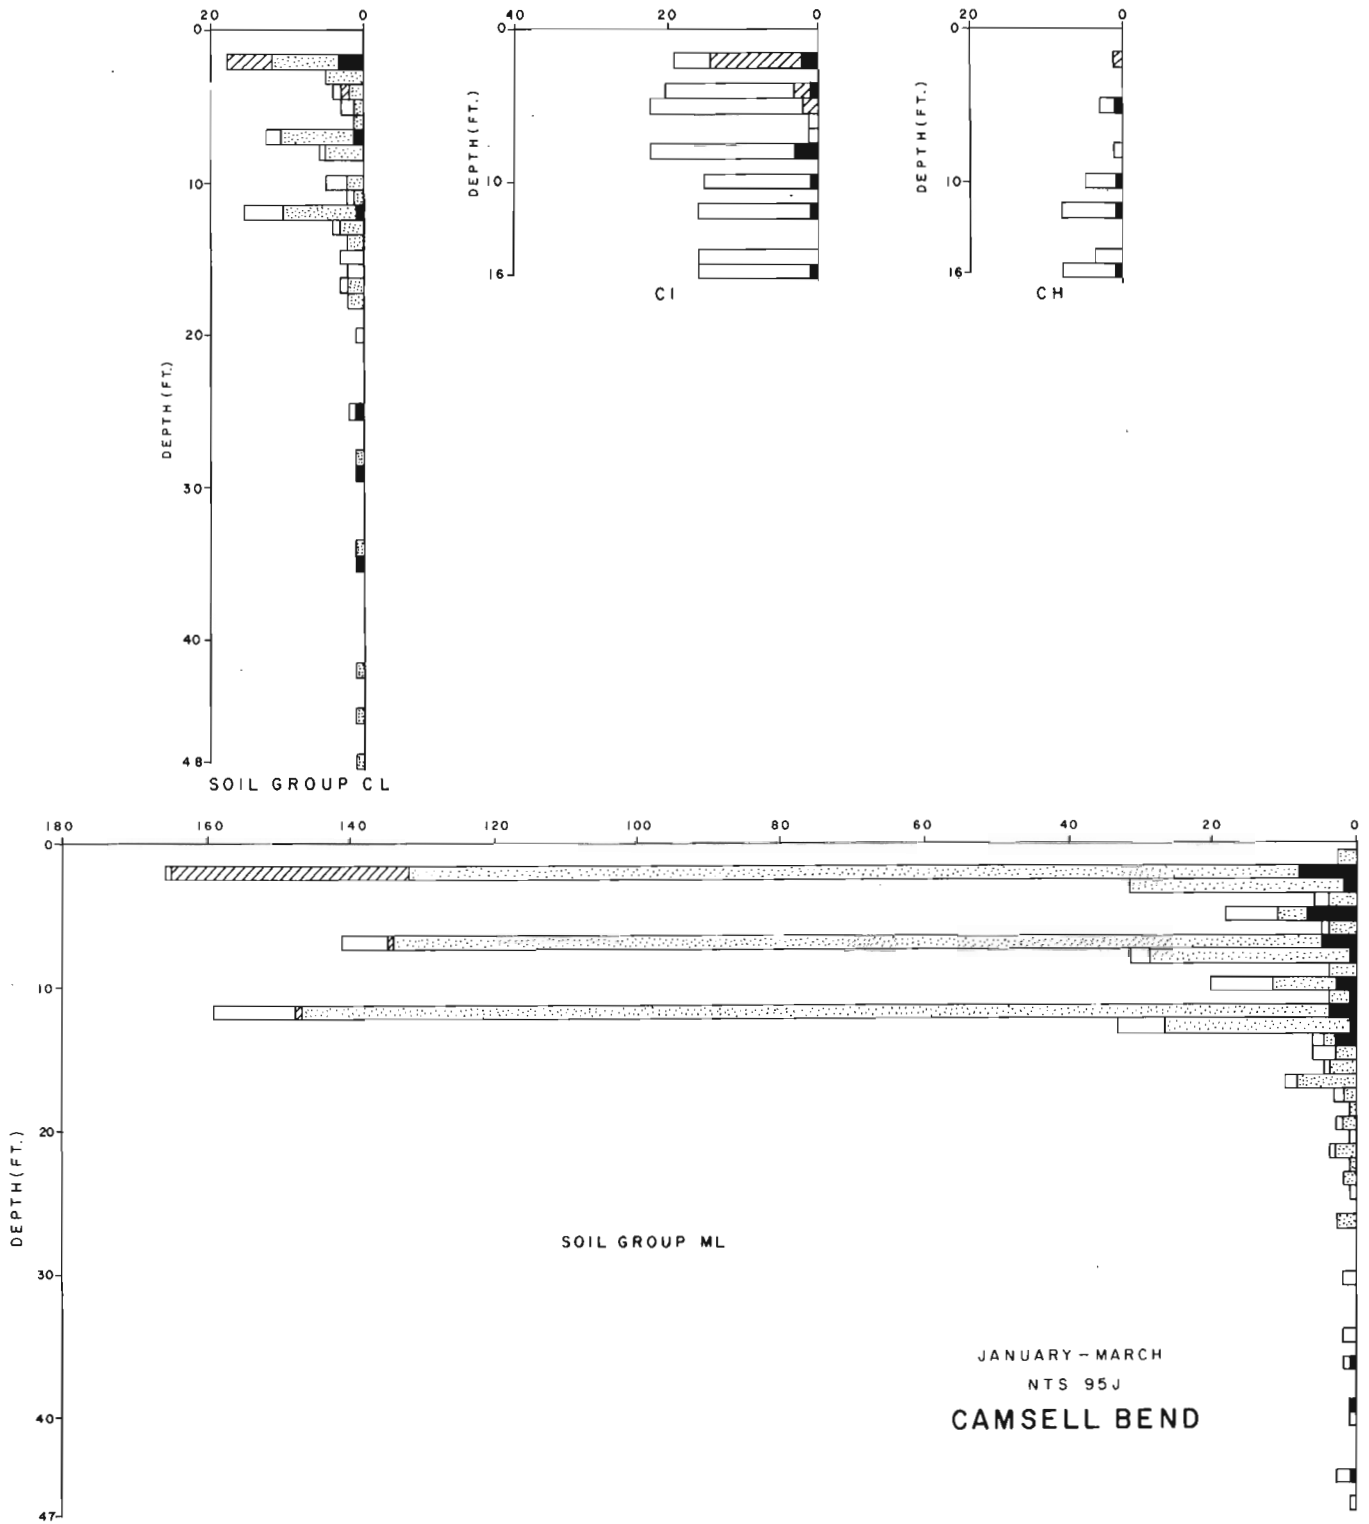 20 0
0
10
20
30
40
48
DEPTH (FT.)
SOIL GROUP CL
40 20 0
0
10
16
DEPTH (FT.)
CI
20 0
0
10
16
DEPTH (FT.)
CH
180 160 140 120 100 80 60 40 20 0
0
10
20
30
40
47
DEPTH (FT.)
SOIL GROUP ML
JANUARY - MARCH
NTS 95J
CAMSELL BEND